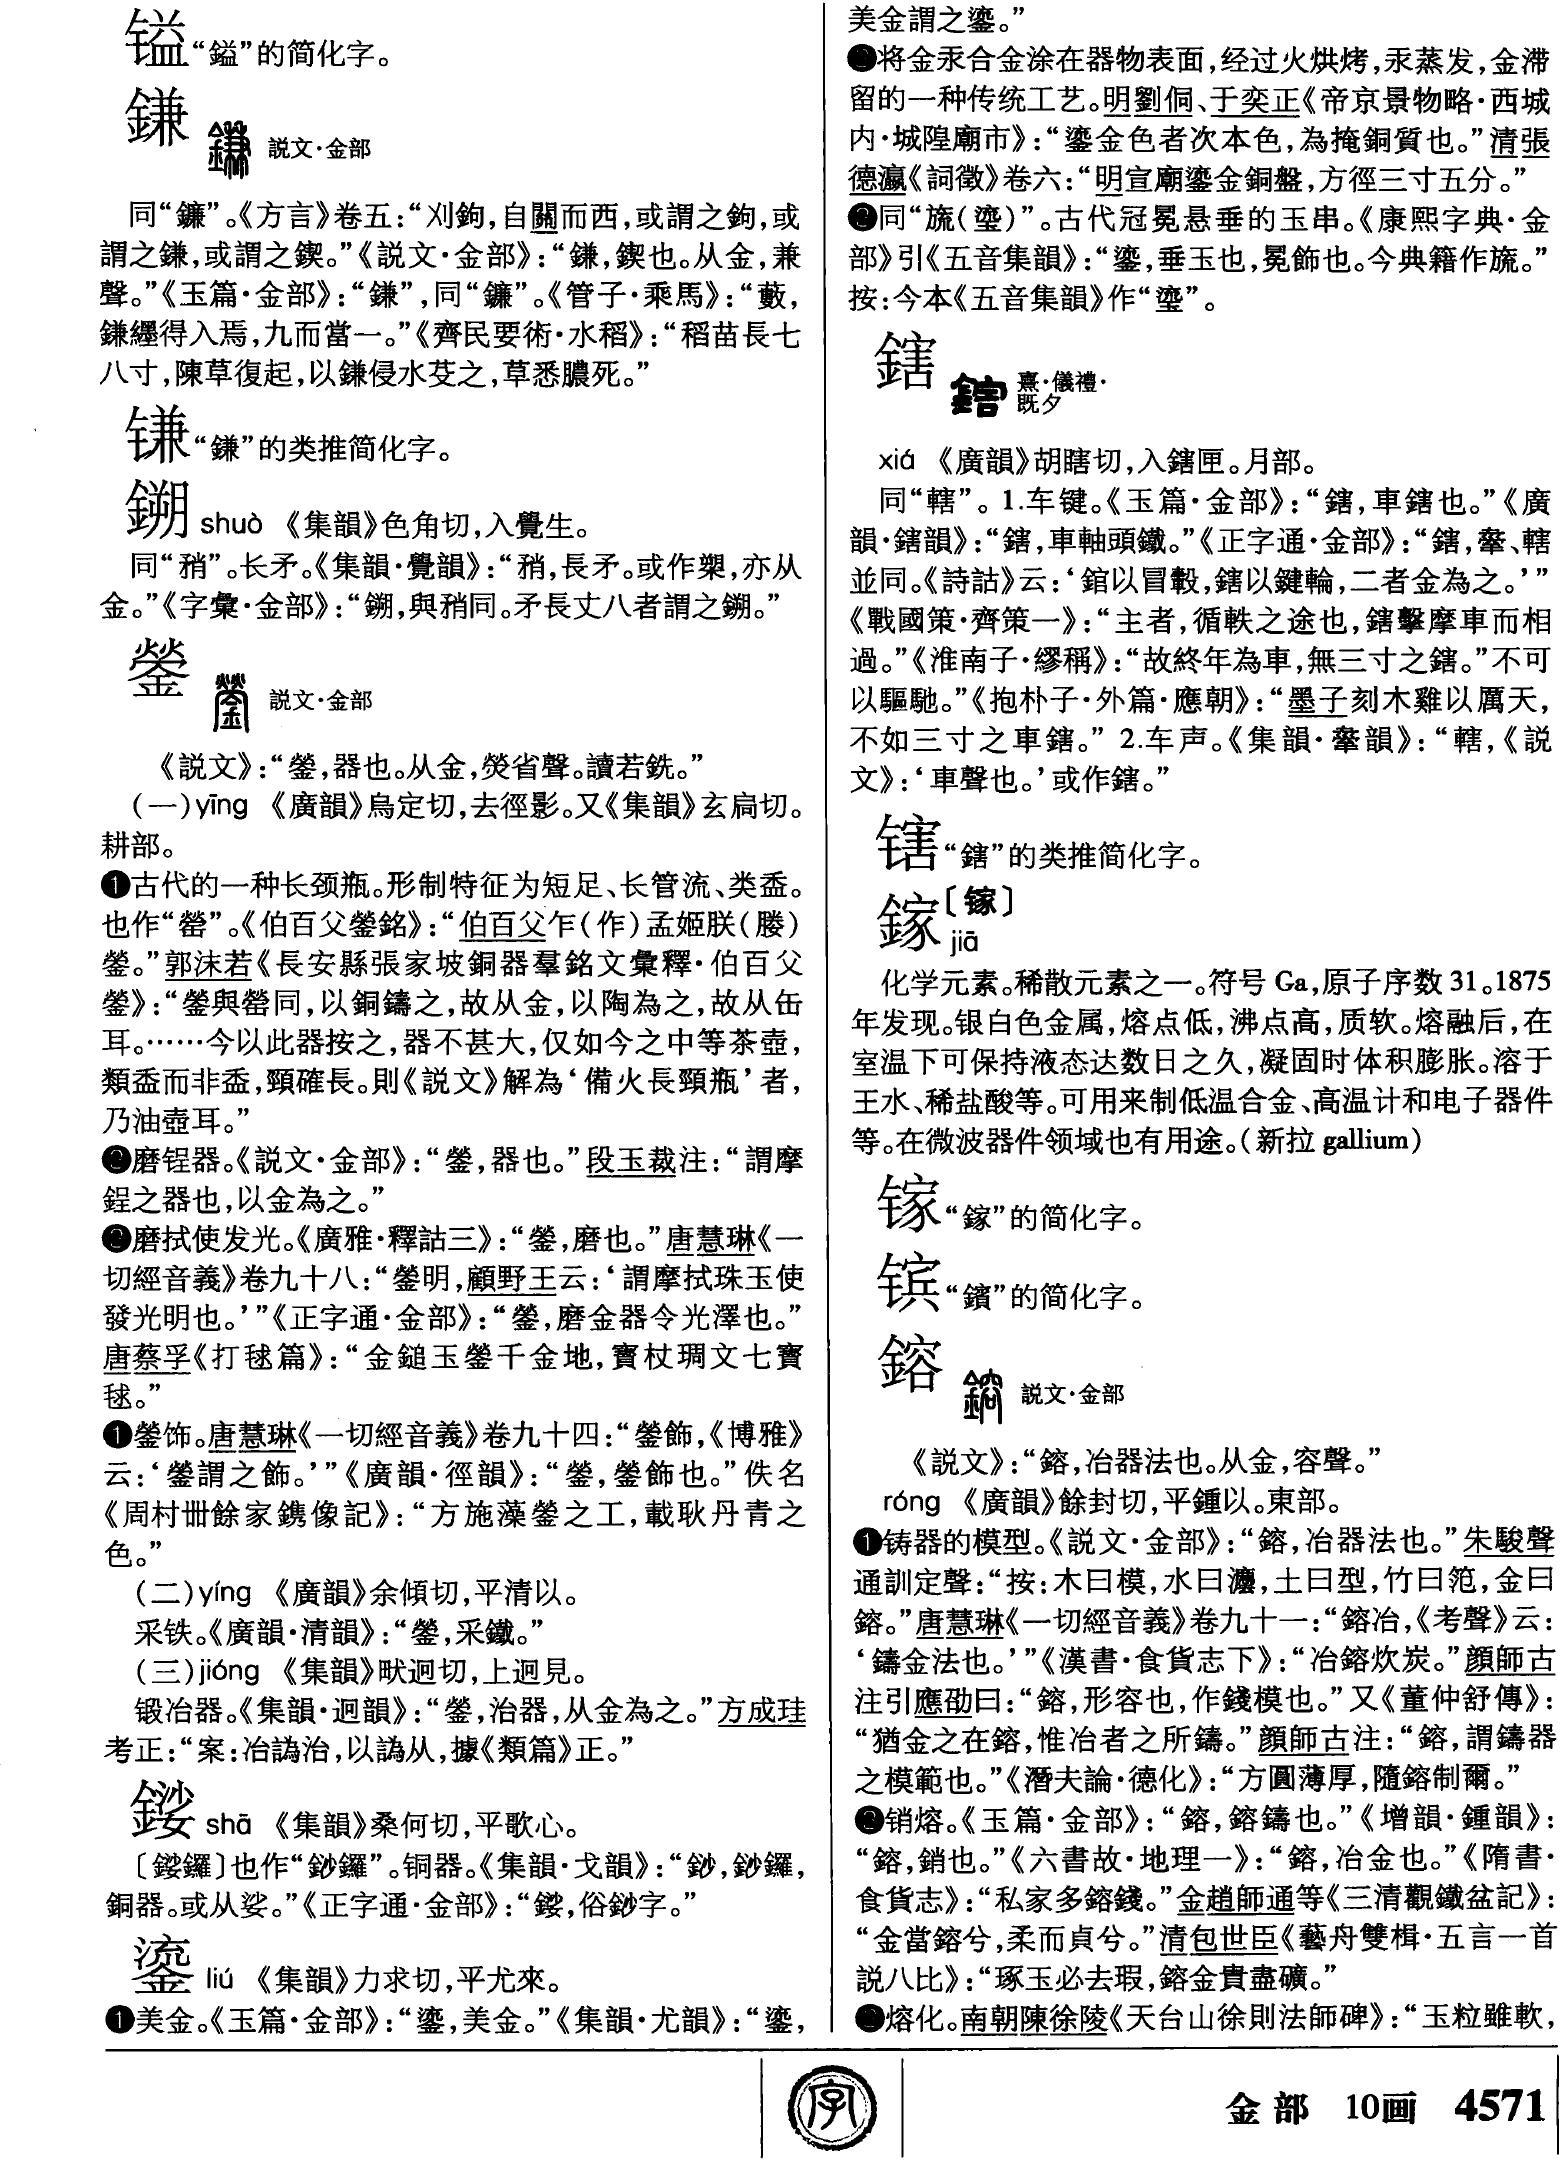 镒“鎰”的简化字。
鎌 説文·金部
同“鐮”。《方言》卷五：“刈鉤，自關而西，或謂之鉤，或
謂之鎌，或謂之鍥。”《説文·金部》：“鎌，鍥也。从金，兼
聲。”《玉篇·金部》：“鎌”，同“鐮”。《管子·乘馬》：“藪，
鎌纆得入焉，九而當一。”《齊民要術·水稻》：“稻苗長七
八寸，陳草復起，以鎌侵水芟之，草悉膿死。”
𬭩“鎌”的类推简化字。
鎙 shuò 《集韻》色角切，入覺生。
同“矟”。长矛。《集韻·覺韻》：“矟，長矛。或作槊，亦从
金。”《字彙·金部》：“鎙，與矟同。矛長丈八者謂之鎙。”
鎣 説文·金部
《説文》：“鎣，器也。从金，熒省聲。讀若銑。”
（一）yīng 《廣韻》烏定切，去徑影。又《集韻》玄扃切。
耕部。
❶古代的一种长颈瓶。形制特征为短足、长管流、类盉。
也作“罃”。《伯百父鎣銘》：“伯百父乍（作）孟姬朕（媵）
鎣。”郭沫若《長安縣張家坡銅器羣銘文彙釋·伯百父
鎣》：“鎣與罃同，以銅鑄之，故从金，以陶為之，故从缶
耳。……今以此器按之，器不甚大，仅如今之中等茶壺，
類盉而非盉，頸確長。則《説文》解為‘備火長頸瓶’者，
乃油壺耳。”
❷磨锃器。《説文·金部》：“鎣，器也。”段玉裁注：“謂摩
鋥之器也，以金為之。”
❸磨拭使发光。《廣雅·釋詁三》：“鎣，磨也。”唐慧琳《一
切經音義》卷九十八：“鎣明，顧野王云：‘謂摩拭珠玉使
發光明也。’”《正字通·金部》：“鎣，磨金器令光澤也。”
唐蔡孚《打毬篇》：“金鎚玉鎣千金地，寶杖琱文七寶
毬。”
❹鎣饰。唐慧琳《一切經音義》卷九十四：“鎣飾，《博雅》
云：‘鎣謂之飾。’”《廣韻·徑韻》：“鎣，鎣飾也。”佚名
《周村卌餘家鎸像記》：“方施藻鎣之工，載耿丹青之
色。”
（二）yíng 《廣韻》余傾切，平清以。
采铁。《廣韻·清韻》：“鎣，采鐵。”
（三）jiǒng 《集韻》畎迥切，上迥見。
锻冶器。《集韻·迥韻》：“鎣，治器，从金為之。”方成珪
考正：“案：冶譌治，以譌从，據《類篇》正。”
shā 《集韻》桑何切，平歌心。
也作“鈔鑼”。铜器。《集韻·戈韻》：“鈔，鈔鑼，
銅器。或从娑。”
鎏 liú 《集韻》力求切，平尤來。
❶美金。《玉篇·金部》：“鎏，美金。”《集韻·尤韻》：“鎏，
美金謂之鎏。”
❷将金汞合金涂在器物表面，经过火烘烤，汞蒸发，金滞
留的一种传统工艺。明劉侗、于奕正《帝京景物略·西城
内·城隍廟市》：“鎏金色者次本色，為掩銅質也。”清張
德瀛《詞徵》卷六：“明宣廟鎏金銅盤，方徑三寸五分。”
❸同“旒（瑬）”。古代冠冕悬垂的玉串。《康熙字典·金
部》引《五音集韻》：“鎏，垂玉也，冕飾也。今典籍作旒。”
按：今本《五音集韻》作“瑬”。
鎋 熹·儀禮·
既夕
xiá 《廣韻》胡瞎切，入鎋匣。月部。
同“轄”。1.车键。《玉篇·金部》：“鎋，車鎋也。”《廣
韻·鎋韻》：“鎋，車軸頭鐵。”《正字通·金部》：“鎋，舝、轄
並同。《詩詁》云：‘錧以冒轂，鎋以鍵輪，二者金為之。’”
《戰國策·齊策一》：“主者，循軼之途也，鎋擊摩車而相
過。”《淮南子·繆稱》：“故終年為車，無三寸之鎋。”不可
以驅馳。”《抱朴子·外篇·應朝》：“墨子刻木雞以厲天，
不如三寸之車鎋。” 2.车声。《集韻·舝韻》：“轄，《説
文》：‘車聲也。’或作鎋。”
“鎋”的类推简化字。
鎵〔镓〕
jiā
化学元素。稀散元素之一。符号 Ga，原子序数 31。1875
年发现。银白色金属，熔点低，沸点高，质软。熔融后，在
室温下可保持液态达数日之久，凝固时体积膨胀。溶于
王水、稀盐酸等。可用来制低温合金、高温计和电子器件
等。在微波器件领域也有用途。（新拉 gallium）
镓“鎵”的简化字。
镔“鑌”的简化字。
鎔 説文·金部
《説文》：“鎔，冶器法也。从金，容聲。”
róng 《廣韻》餘封切，平鍾以。東部。
❶铸器的模型。《説文·金部》：“鎔，冶器法也。”朱駿聲
通訓定聲：“按：木曰模，水曰灋，土曰型，竹曰笵，金曰
鎔。”唐慧琳《一切經音義》卷九十一：“鎔冶，《考聲》云：
‘鑄金法也。’”《漢書·食貨志下》：“冶鎔炊炭。”顔師古
注引應劭曰：“鎔，形容也，作錢模也。”又《董仲舒傳》：
“猶金之在鎔，惟冶者之所鑄。”顔師古注：“鎔，謂鑄器
之模範也。”《潛夫論·德化》：“方圓薄厚，隨鎔制爾。”
❷销熔。《玉篇·金部》：“鎔，鎔鑄也。”《增韻·鍾韻》：
“鎔，銷也。”《六書故·地理一》：“鎔，冶金也。”《隋書·
食貨志》：“私家多鎔錢。”金趙師通等《三清觀鐵盆記》：
“金當鎔兮，柔而貞兮。”清包世臣《藝舟雙楫·五言一首
説八比》：“琢玉必去瑕，鎔金貴盡礦。”
❸熔化。南朝陳徐陵《天台山徐則法師碑》：“玉粒雖軟，
字
金部 10画 4571